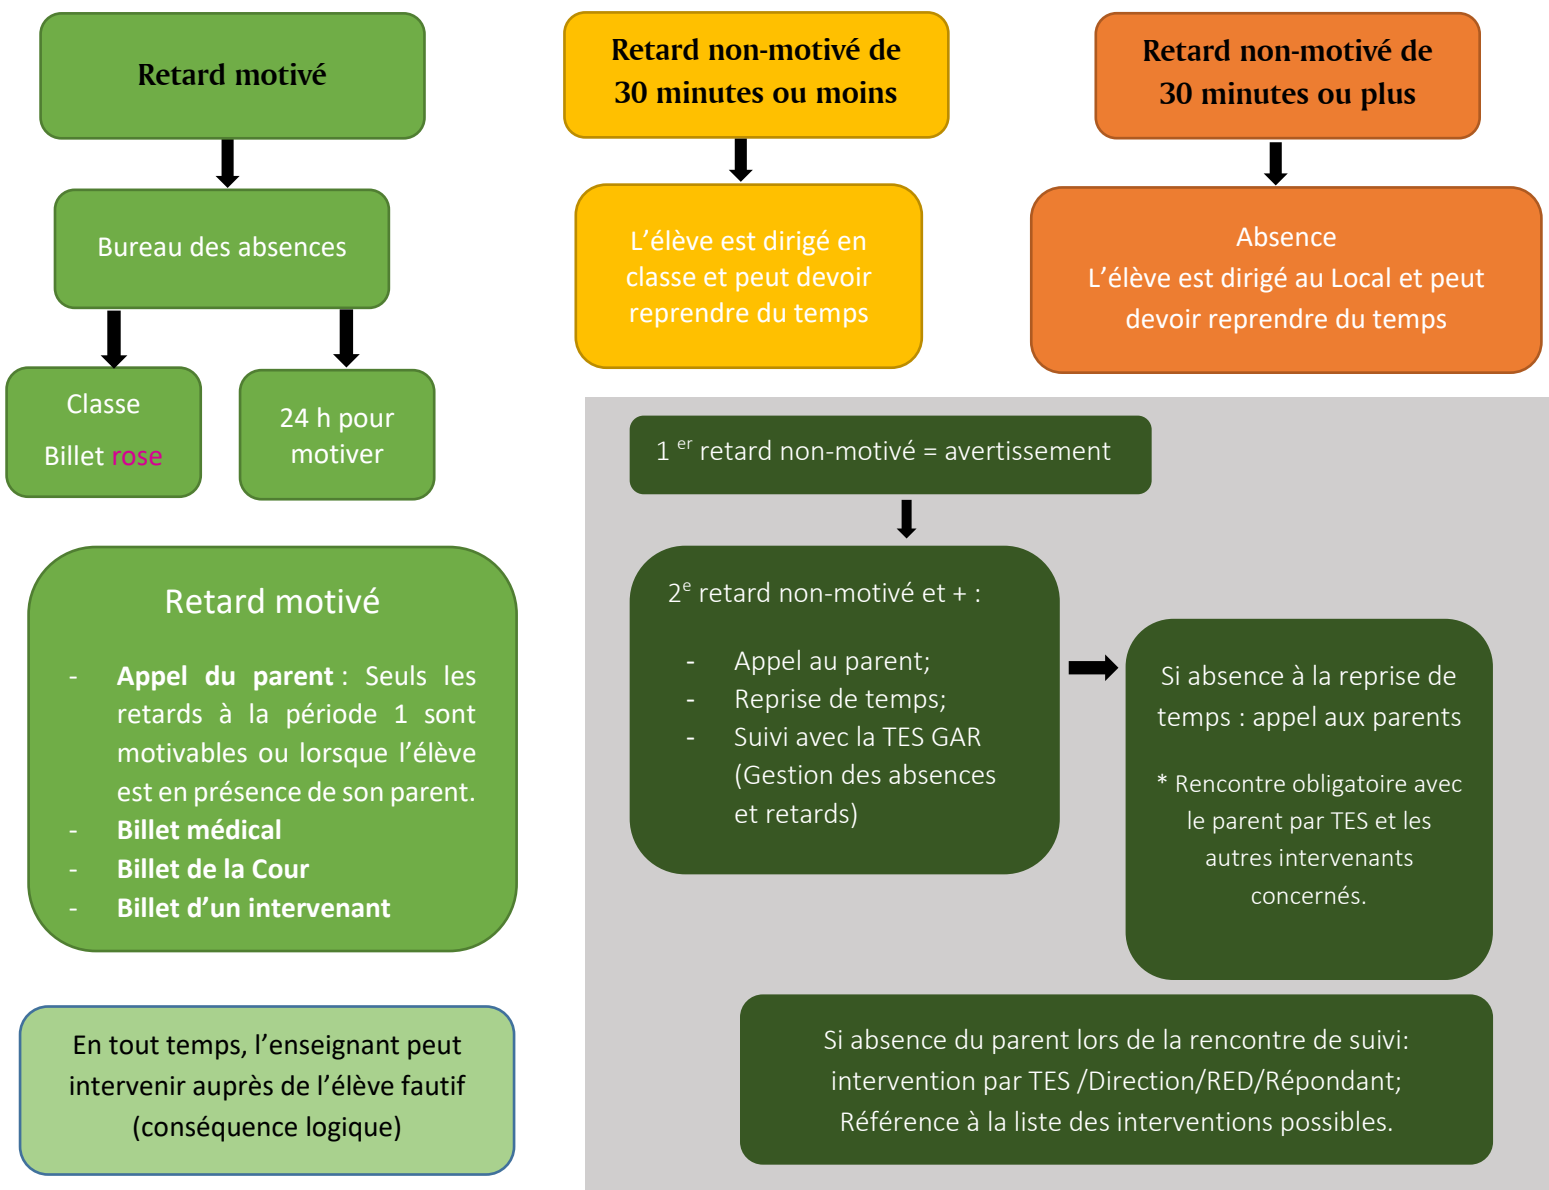 Retard motivé
Bureau des absences
Classe
Billet rose
24 h pour
motiver
Retard non-motivé de
30 minutes ou moins
L'élève est dirigé en
classe et peut devoir
reprendre du temps
Retard non-motivé de
30 minutes ou plus
Absence
L'élève est dirigé au Local et peut
devoir reprendre du temps
Retard motivé
- Appel du parent : Seuls les
retards à la période 1 sont
motivables ou lorsque l'élève
est en présence de son parent.
- Billet médical
- Billet de la Cour
- Billet d'un intervenant
En tout temps, l'enseignant peut
intervenir auprès de l'élève fautif
(conséquence logique)
1 er retard non-motivé = avertissement
2e retard non-motivé et + :
- Appel au parent;
- Reprise de temps;
- Suivi avec la TES GAR
(Gestion des absences
et retards)
Si absence à la reprise de
temps : appel aux parents
* Rencontre obligatoire avec
le parent par TES et les
autres intervenants
concernés.
Si absence du parent lors de la rencontre de suivi:
intervention par TES /Direction/RED/Répondant;
Référence à la liste des interventions possibles.